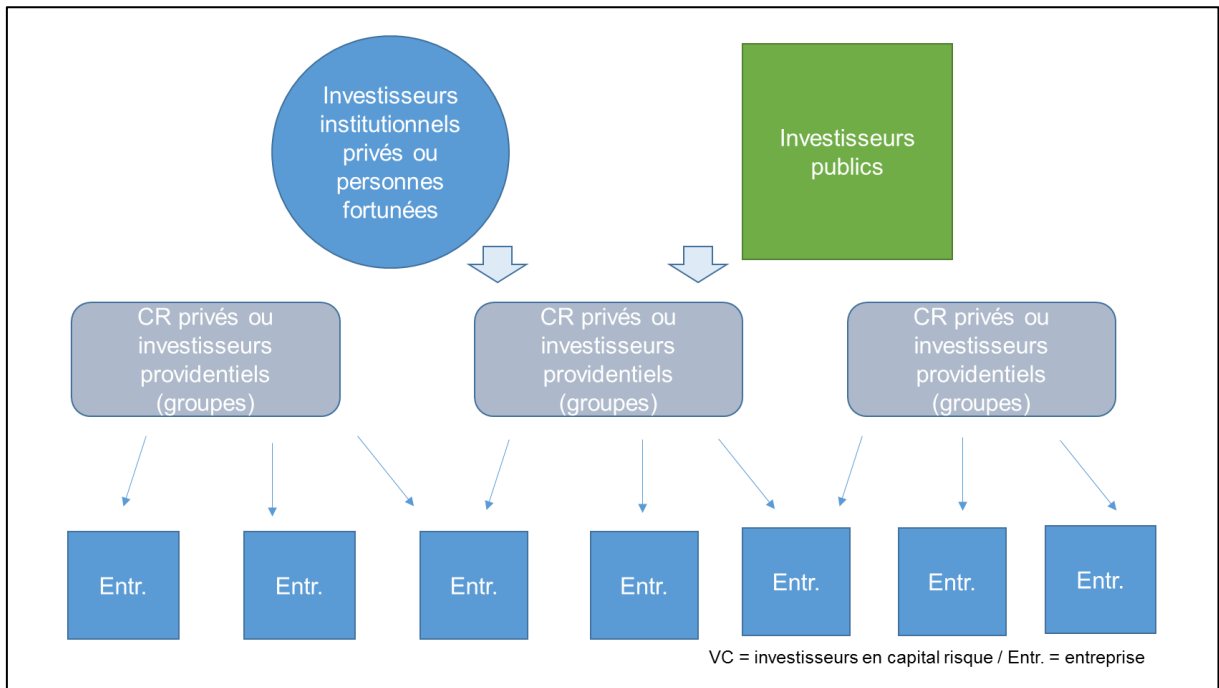 Investisseurs
institutionnels
privés ou
personnes
fortunées
Investisseurs
publics
CR privés ou
investisseurs
providentiels
(groupes)
CR privés ou
investisseurs
providentiels
(groupes)
CR privés ou
investisseurs
providentiels
(groupes)
Entr.
Entr.
Entr.
Entr.
Entr.
Entr.
Entr.
VC = investisseurs en capital risque / Entr. = entreprise